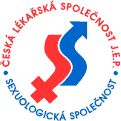 ČESKÁ LÉKAŘSKÁ SPOLEČNOST J.E.P.
• SEXUOLOGICKÁ SPOLEČNOST •